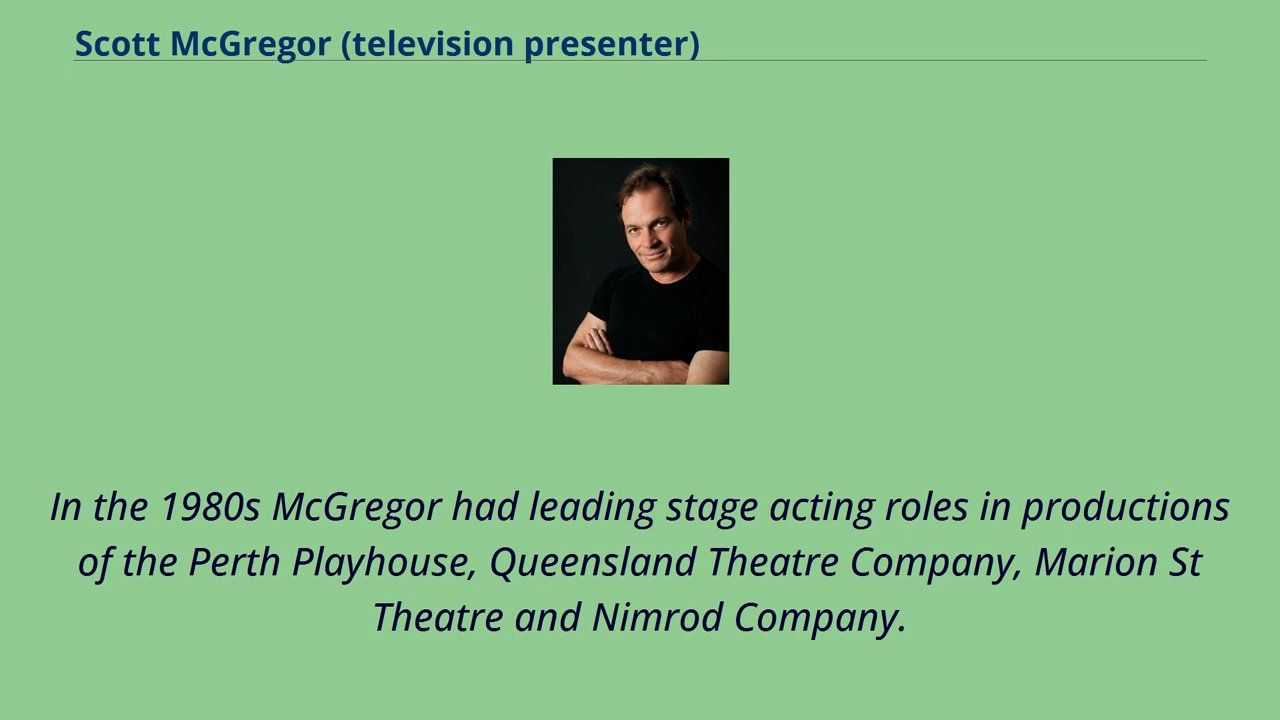 Scott McGregor (television presenter)
In the 1980s McGregor had leading stage acting roles in productions
of the Perth Playhouse, Queensland Theatre Company, Marion St
Theatre and Nimrod Company.